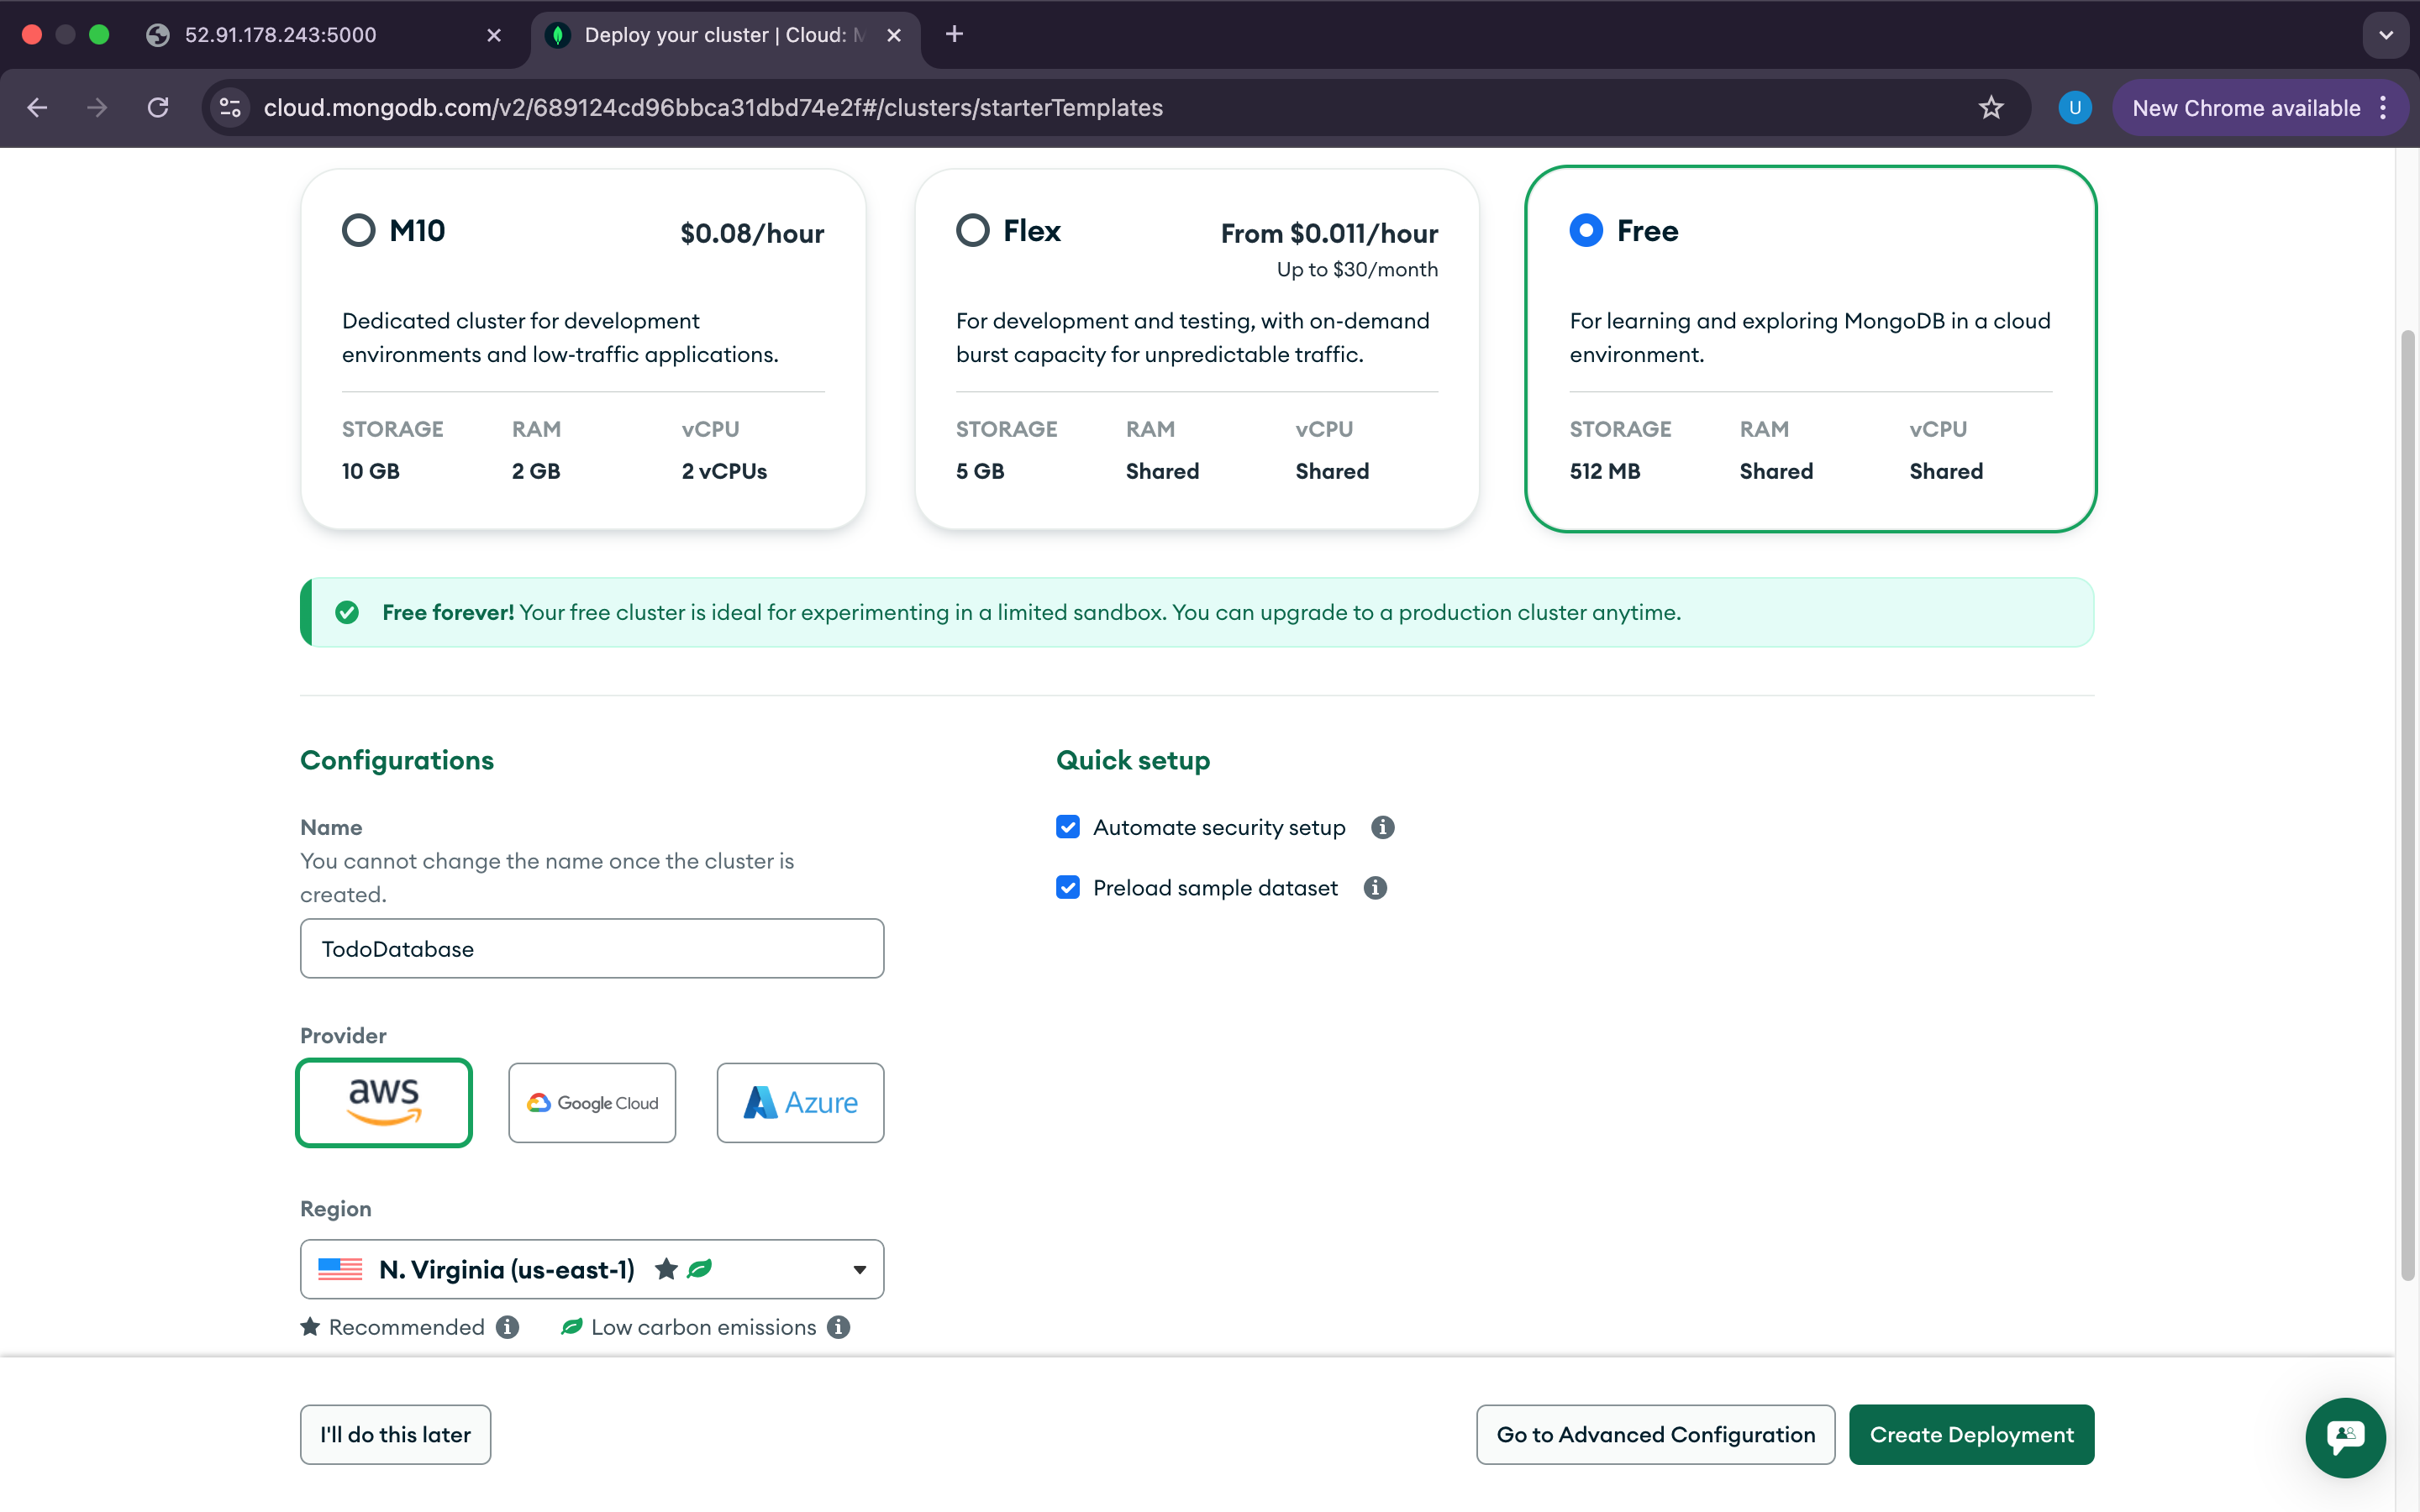 52.91.178.243:5000
Deploy your cluster | Cloud: M
cloud.mongodb.com/v2/689124cd96bbca31dbd74e2f#/clusters/starterTemplates
U
New Chrome available
M10
$0.08/hour
Dedicated cluster for development
environments and low-traffic applications.
STORAGE RAM vCPU
10 GB 2 GB 2 vCPUs
Flex
From $0.011/hour
Up to $30/month
For development and testing, with on-demand
burst capacity for unpredictable traffic.
STORAGE RAM vCPU
5 GB Shared Shared
Free
For learning and exploring MongoDB in a cloud
environment.
STORAGE RAM vCPU
512 MB Shared Shared
Free forever! Your free cluster is ideal for experimenting in a limited sandbox. You can upgrade to a production cluster anytime.
Configurations
Name
You cannot change the name once the cluster is
created.
TodoDatabase
Provider
aws
Google Cloud
Azure
Region
N. Virginia (us-east-1)
Recommended
Low carbon emissions
Quick setup
Automate security setup
Preload sample dataset
I'll do this later
Go to Advanced Configuration
Create Deployment